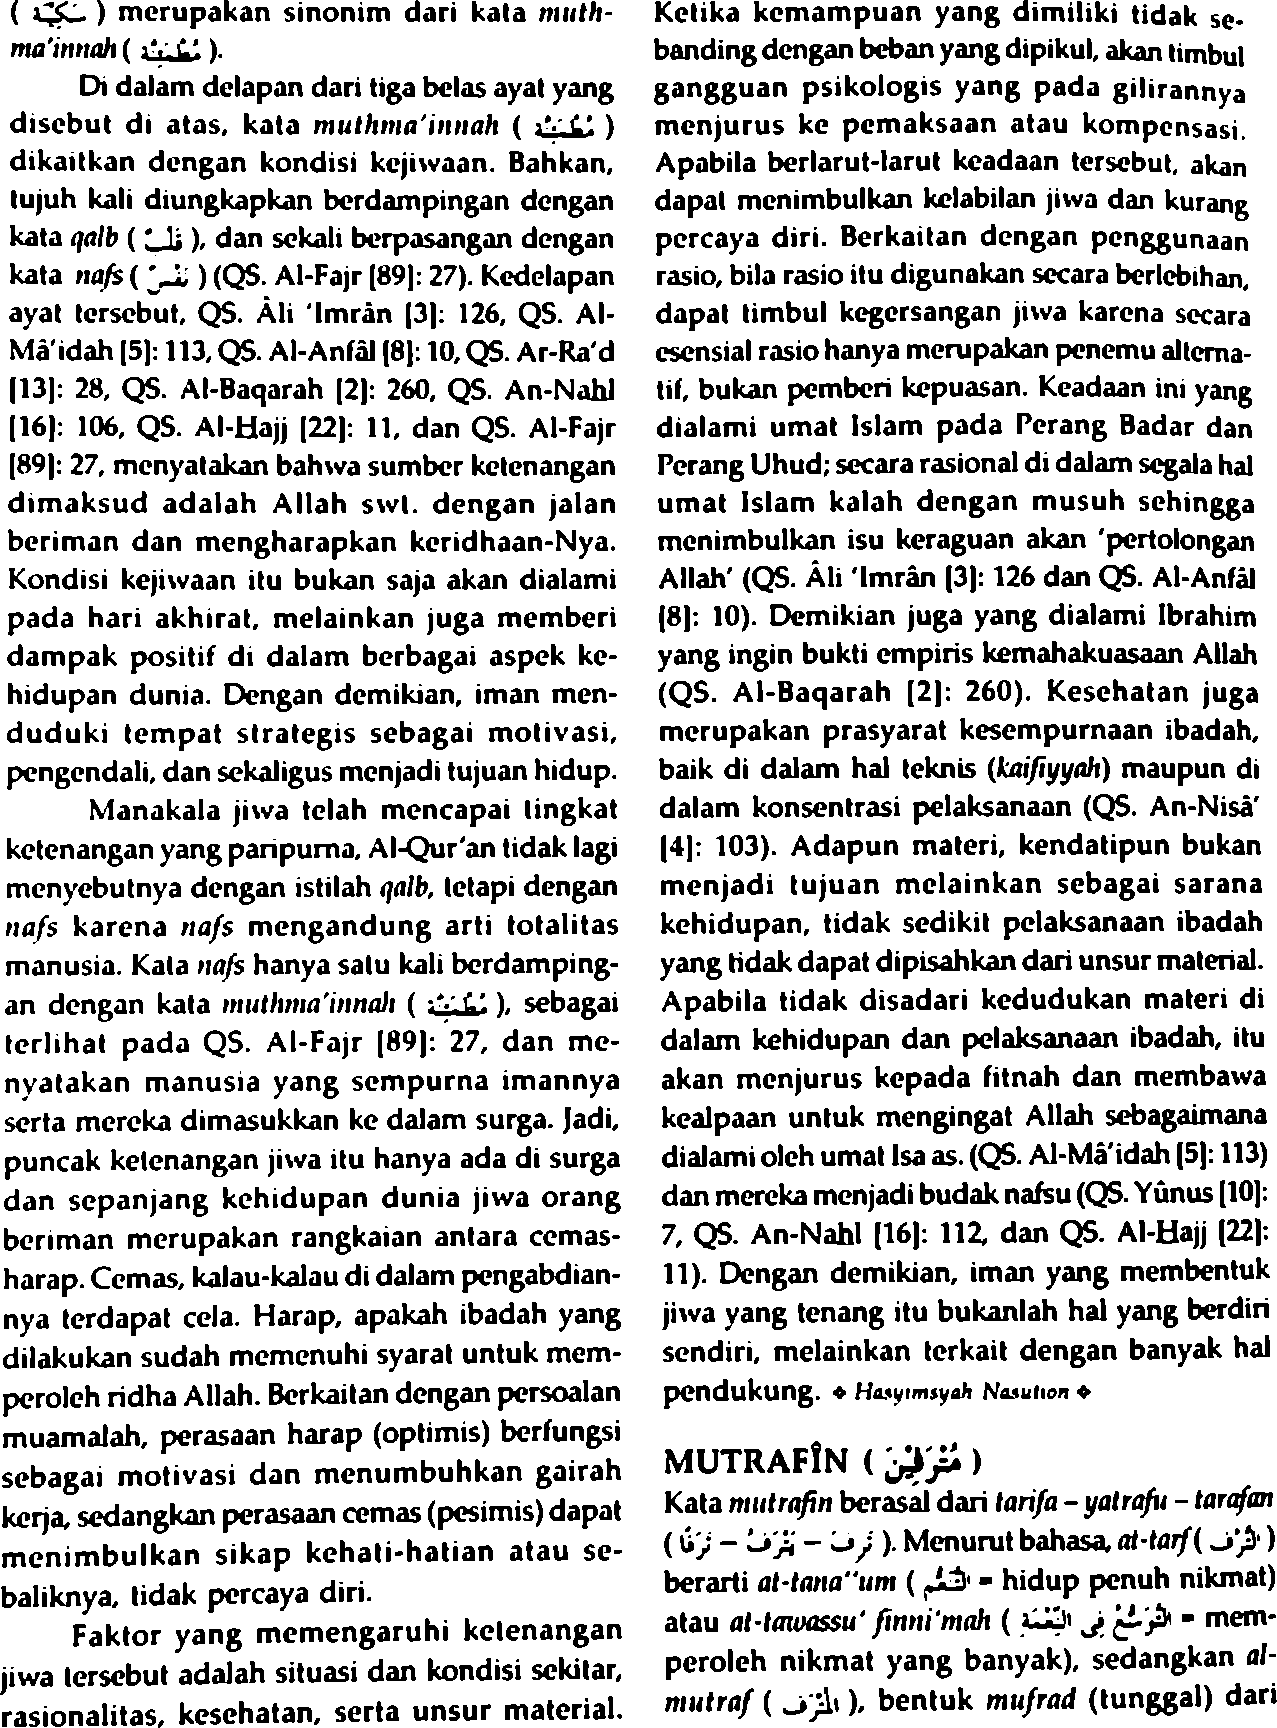 ( سَكِيْنَة ) merupakan sinonim dari kata muth-
ma'innah ( مُطْمَئِنَّة ).
Di dalam delapan dari tiga belas ayat yang
disebut di atas, kata muthma'innah ( مُطْمَئِنَّة )
dikaitkan dengan kondisi kejiwaan. Bahkan,
tujuh kali diungkapkan berdampingan dengan
kata qalb ( قَلْب ), dan sekali berpasangan dengan
kata nafs ( نَفْس ) (QS. Al-Fajr [89]: 27). Kedelapan
ayat tersebut, QS. Âli 'Imrân [3]: 126, QS. Al-
Mâ'idah [5]: 113, QS. Al-Anfâl [8]: 10, QS. Ar-Ra'd
[13]: 28, QS. Al-Baqarah [2]: 260, QS. An-Nahl
[16]: 106, QS. Al-Hajj [22]: 11, dan QS. Al-Fajr
[89]: 27, menyatakan bahwa sumber ketenangan
dimaksud adalah Allah swt. dengan jalan
beriman dan mengharapkan keridhaan-Nya.
Kondisi kejiwaan itu bukan saja akan dialami
pada hari akhirat, melainkan juga memberi
dampak positif di dalam berbagai aspek ke-
hidupan dunia. Dengan demikian, iman men-
duduki tempat strategis sebagai motivasi,
pengendali, dan sekaligus menjadi tujuan hidup.
Manakala jiwa telah mencapai tingkat
ketenangan yang paripurna, Al-Qur'an tidak lagi
menyebutnya dengan istilah qalb, tetapi dengan
nafs karena nafs mengandung arti totalitas
manusia. Kata nafs hanya satu kali berdamping-
an dengan kata muthma'innah ( مُطْمَئِنَّة ), sebagai
terlihat pada QS. Al-Fajr [89]: 27, dan me-
nyatakan manusia yang sempurna imannya
serta mereka dimasukkan ke dalam surga. Jadi,
puncak ketenangan jiwa itu hanya ada di surga
dan sepanjang kehidupan dunia jiwa orang
beriman merupakan rangkaian antara cemas-
harap. Cemas, kalau-kalau di dalam pengabdian-
nya terdapat cela. Harap, apakah ibadah yang
dilakukan sudah memenuhi syarat untuk mem-
peroleh ridha Allah. Berkaitan dengan persoalan
muamalah, perasaan harap (optimis) berfungsi
sebagai motivasi dan menumbuhkan gairah
kerja, sedangkan perasaan cemas (pesimis) dapat
menimbulkan sikap kehati-hatian atau se-
baliknya, tidak percaya diri.
Faktor yang memengaruhi ketenangan
jiwa tersebut adalah situasi dan kondisi sekitar,
rasionalitas, kesehatan, serta unsur material.
Ketika kemampuan yang dimiliki tidak se-
banding dengan beban yang dipikul, akan timbul
gangguan psikologis yang pada gilirannya
menjurus ke pemaksaan atau kompensasi.
Apabila berlarut-larut keadaan tersebut, akan
dapat menimbulkan kelabilan jiwa dan kurang
percaya diri. Berkaitan dengan penggunaan
rasio, bila rasio itu digunakan secara berlebihan,
dapat timbul kegersangan jiwa karena secara
esensial rasio hanya merupakan penemu alterna-
tif, bukan pemberi kepuasan. Keadaan ini yang
dialami umat Islam pada Perang Badar dan
Perang Uhud; secara rasional di dalam segala hal
umat Islam kalah dengan musuh sehingga
menimbulkan isu keraguan akan 'pertolongan
Allah' (QS. Âli 'Imrân [3]: 126 dan QS. Al-Anfâl
[8]: 10). Demikian juga yang dialami Ibrahim
yang ingin bukti empiris kemahakuasaan Allah
(QS. Al-Baqarah [2]: 260). Kesehatan juga
merupakan prasyarat kesempurnaan ibadah,
baik di dalam hal teknis (kaifiyyah) maupun di
dalam konsentrasi pelaksanaan (QS. An-Nisâ'
[4]: 103). Adapun materi, kendatipun bukan
menjadi tujuan melainkan sebagai sarana
kehidupan, tidak sedikit pelaksanaan ibadah
yang tidak dapat dipisahkan dari unsur material.
Apabila tidak disadari kedudukan materi di
dalam kehidupan dan pelaksanaan ibadah, itu
akan menjurus kepada fitnah dan membawa
kealpaan untuk mengingat Allah sebagaimana
dialami oleh umat Isa as. (QS. Al-Mâ'idah [5]: 113)
dan mereka menjadi budak nafsu (QS. Yûnus [10]:
7, QS. An-Nahl [16]: 112, dan QS. Al-Hajj [22]:
11). Dengan demikian, iman yang membentuk
jiwa yang tenang itu bukanlah hal yang berdiri
sendiri, melainkan terkait dengan banyak hal
pendukung. ◆ Hasyimsyah Nasution ◆
MUTRAFÎN ( مُتْرَفِيْنَ )
Kata mutrafin berasal dari tarifa – yatrafu – tarafan
( تَرِفَ – يَتْرَفُ – تَرَفًا ). Menurut bahasa, at-tarf ( التَّرَف )
berarti at-tana''um ( التَّنَعُّم = hidup penuh nikmat)
atau at-tawassu' finni'mah ( التَّوَسُّعُ فِى النِّعْمَة = mem-
peroleh nikmat yang banyak), sedangkan al-
mutraf ( المُتْرَف ), bentuk mufrad (tunggal) dari